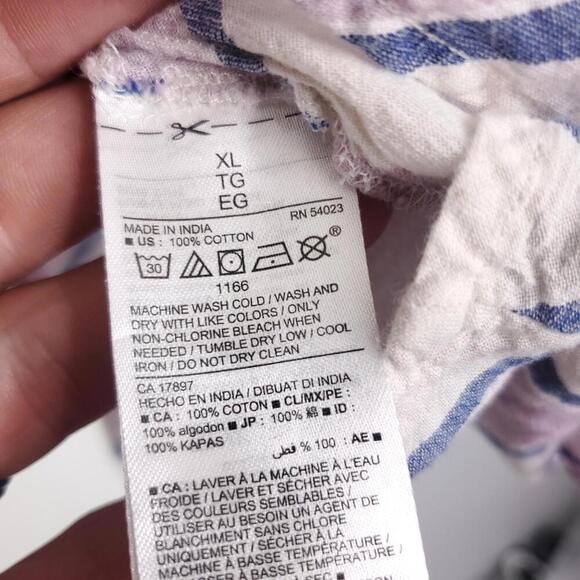 XL
TG
EG
RN 54023
MADE IN INDIA
■ US : 100% COTTON
30
®
1166
MACHINE WASH COLD / WASH AND
DRY WITH LIKE COLORS / ONLY
NON-CHLORINE BLEACH WHEN
NEEDED / TUMBLE DRY LOW / COOL
IRON / DO NOT DRY CLEAN
CA 17897
HECHO EN INDIA / DIBUAT DI INDIA
■ CA : 100% COTON ■ CL/MX/PE :
100% algodon ■ JP : 100% 綿 ■ ID :
100% KAPAS
■ AE : 100 % قطن
■ CA : LAVER À LA MACHINE À L'EAU
FROIDE / LAVER ET SÉCHER AVEC
DES COULEURS SEMBLABLES /
UTILISER AU BESOIN UN AGENT DE
BLANCHIMENT SANS CHLORE
UNIQUEMENT / SÉCHER À LA
MACHINE BASSE TEMPÉRATURE /
À BASSE TEMPÉRATURE /
SEC